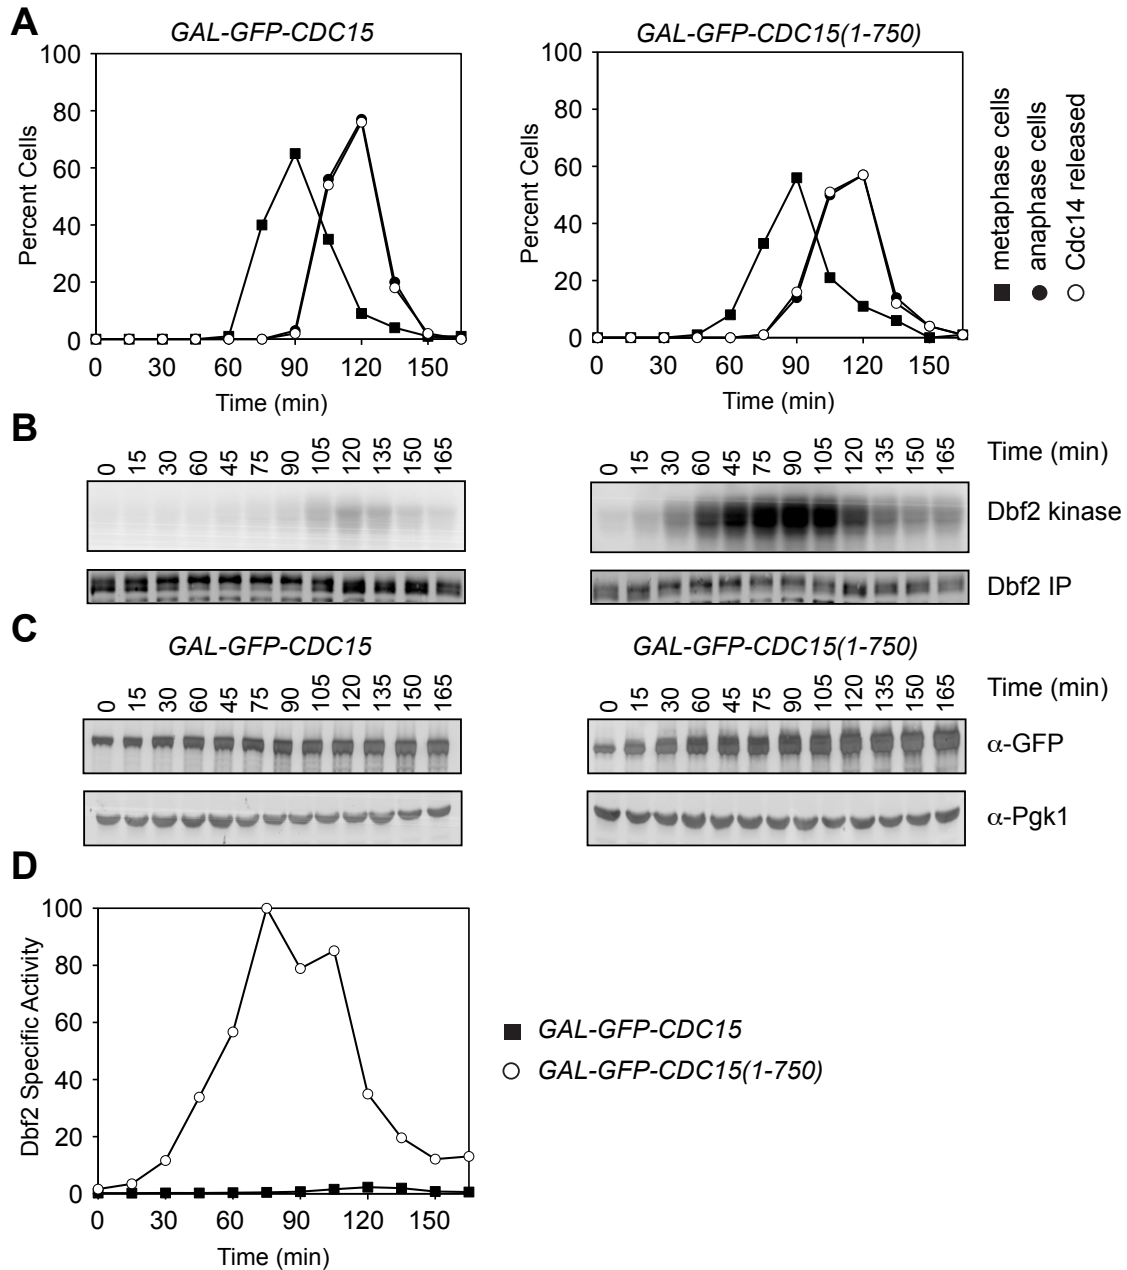 A
GAL-GFP-CDC15
GAL-GFP-CDC15(1-750)
100
80
60
40
20
0
Percent Cells
0 30 60 90 120 150
Time (min)
100
80
60
40
20
0
Percent Cells
0 30 60 90 120 150
Time (min)
metaphase cells
anaphase cells
Cdc14 released
B
0 15 30 60 45 75 90 105 120 135 150 165
0 15 30 60 45 75 90 105 120 135 150 165
Time (min)
Dbf2 kinase
Dbf2 IP
C
GAL-GFP-CDC15
GAL-GFP-CDC15(1-750)
0 15 30 60 45 75 90 105 120 135 150 165
0 15 30 60 45 75 90 105 120 135 150 165
Time (min)
α-GFP
α-Pgk1
D
100
80
60
40
20
0
Dbf2 Specific Activity
0 30 60 90 120 150
Time (min)
GAL-GFP-CDC15
GAL-GFP-CDC15(1-750)